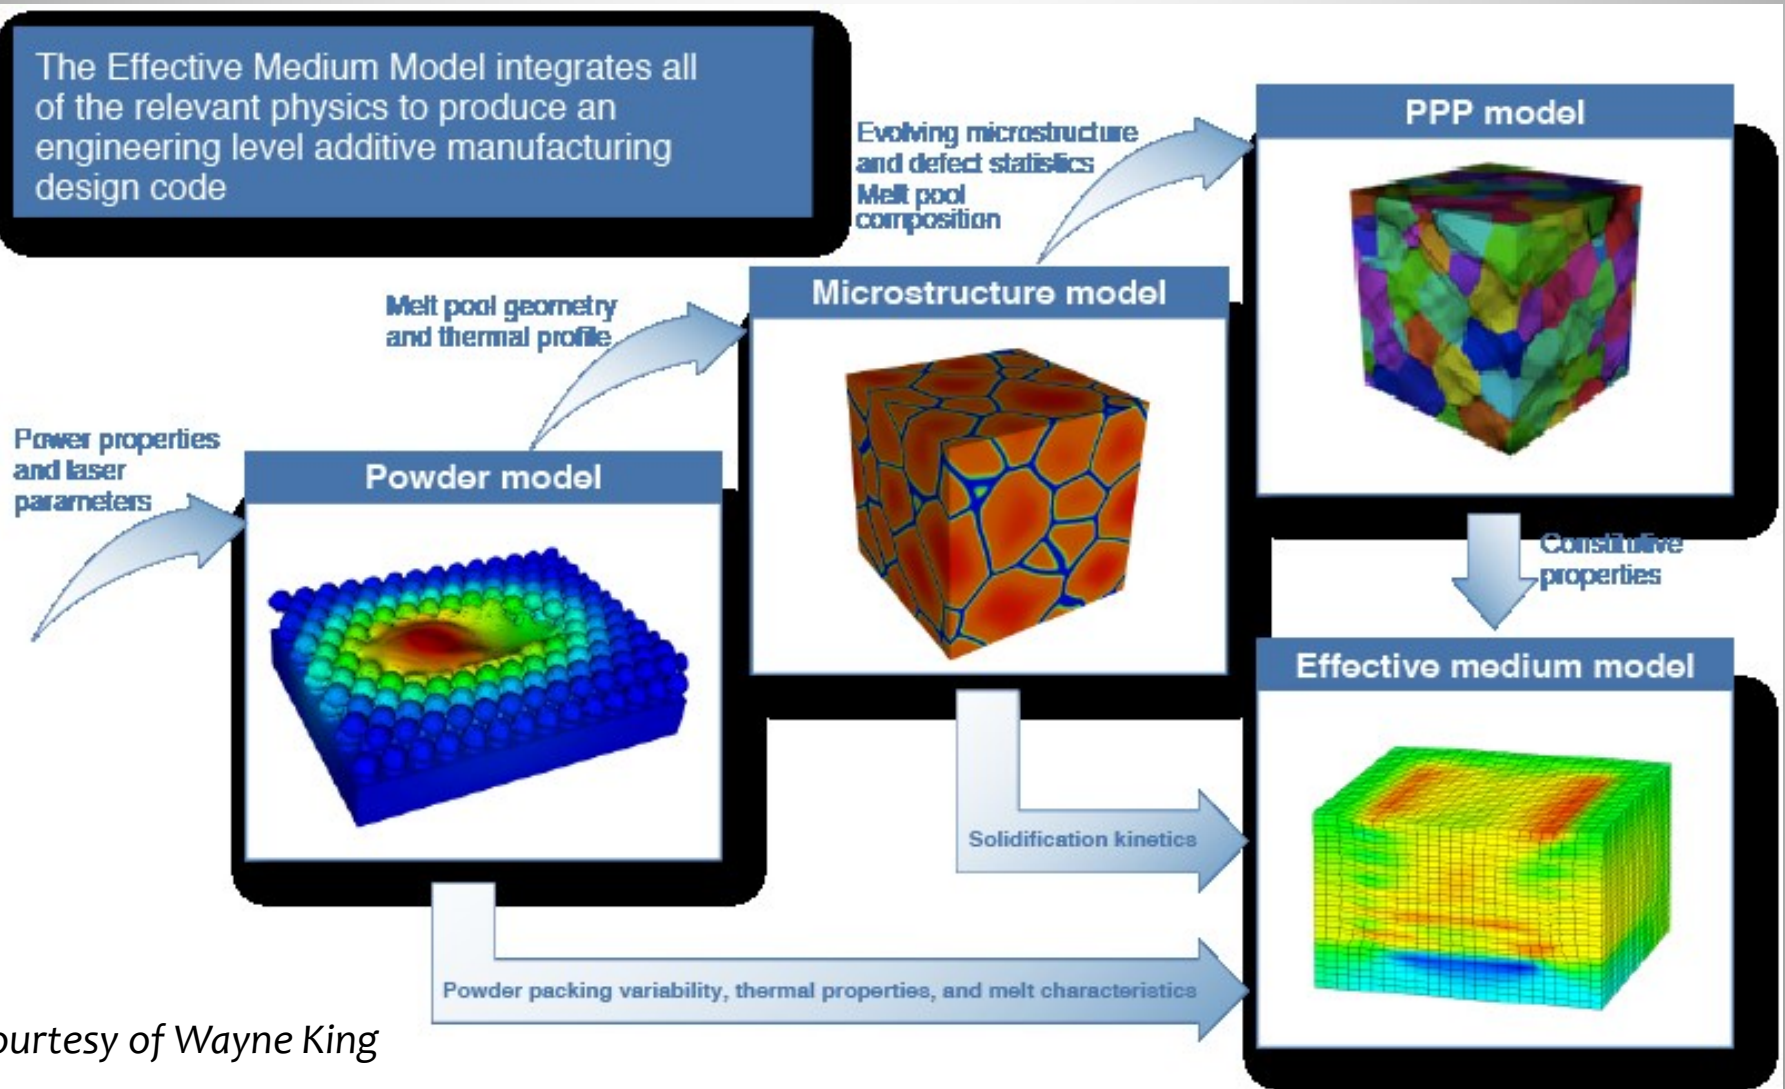 The Effective Medium Model integrates all
of the relevant physics to produce an
engineering level additive manufacturing
design code
Evolving microstructure
and defect statistics
Melt pool
composition
PPP model
Melt pool geometry
and thermal profile
Microstructure model
Power properties
and laser
parameters
Powder model
Constitutive
properties
Effective medium model
Solidification kinetics
Powder packing variability, thermal properties, and melt characteristics
ourtesy of Wayne King